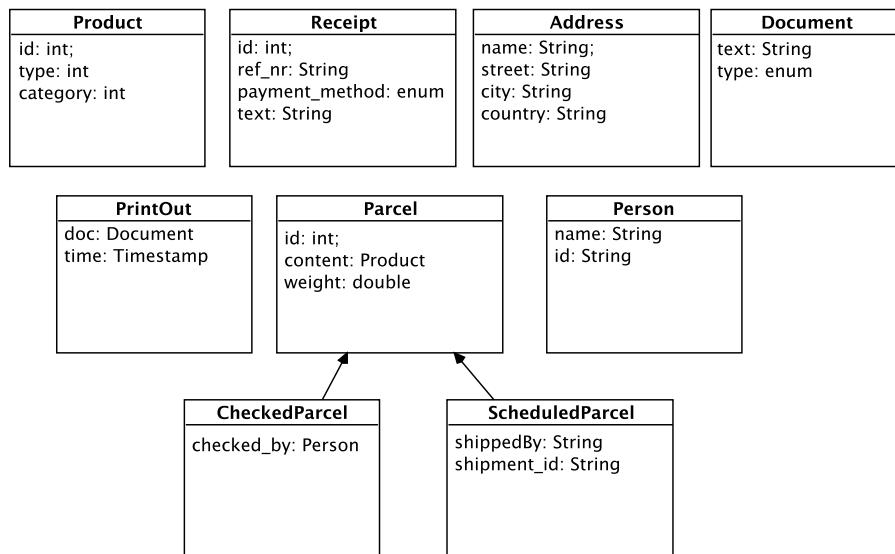 Product
id: int;
type: int
category: int
Receipt
id: int;
ref_nr: String
payment_method: enum
text: String
Address
name: String;
street: String
city: String
country: String
Document
text: String
type: enum
PrintOut
doc: Document
time: Timestamp
Parcel
id: int;
content: Product
weight: double
Person
name: String
id: String
CheckedParcel
checked_by: Person
ScheduledParcel
shippedBy: String
shipment_id: String